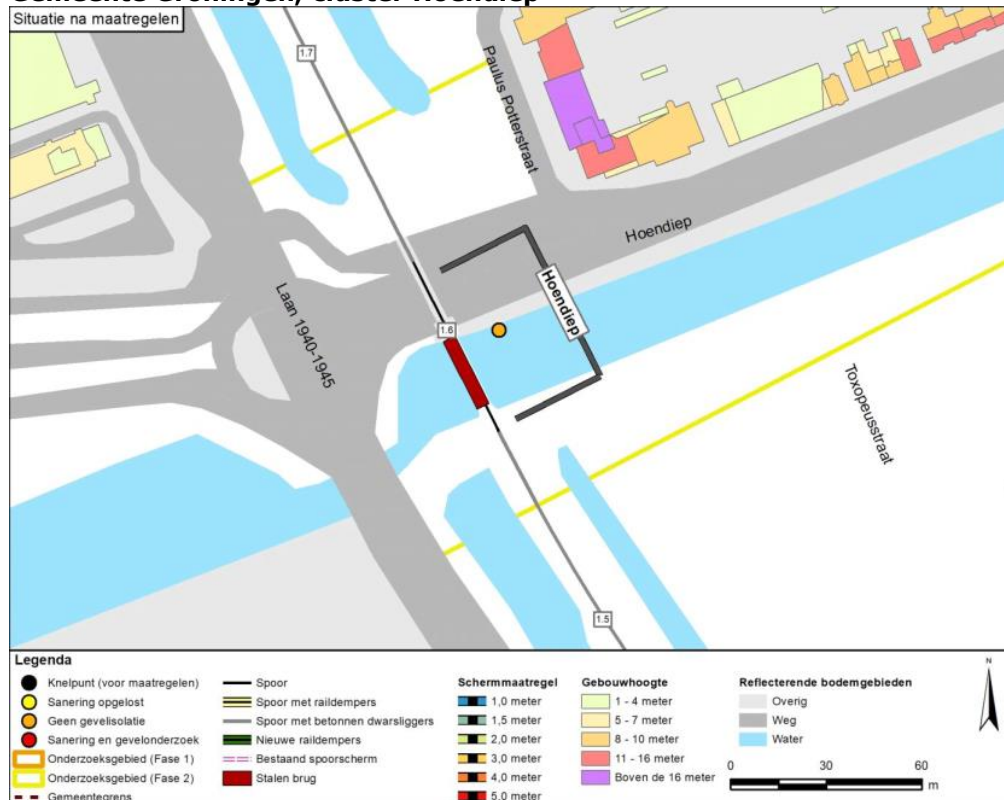 Gemeente Groningen, cluster Hoendiep
Situatie na maatregelen
1.7
Paulus Potterstraat
Hoendiep
Hoendiep
Laan 1940-1945
1.6
Toxopeusstraat
1.5
Legenda
Knelpunt (voor maatregelen)
Sanering opgelost
Geen gevelisolatie
Sanering en gevelonderzoek
Onderzoeksgebied (Fase 1)
Onderzoeksgebied (Fase 2)
Gemeentegrens
Spoor
Spoor met raildempers
Spoor met betonnen dwarsliggers
Nieuwe raildempers
Bestaand spoorscherm
Stalen brug
Schermmaatregel
1,0 meter
1,5 meter
2,0 meter
3,0 meter
4,0 meter
5,0 meter
Gebouwhoogte
1 - 4 meter
5 - 7 meter
8 - 10 meter
11 - 16 meter
Boven de 16 meter
Reflecterende bodemgebieden
Overig
Weg
Water
N
0 30 60
m